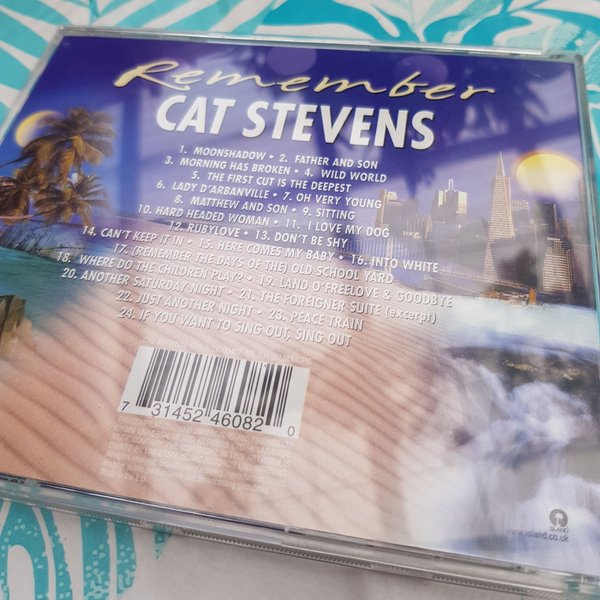 Remember
CAT STEVENS
1. MOONSHADOW • 2. FATHER AND SON
3. MORNING HAS BROKEN • 4. WILD WORLD
5. THE FIRST CUT IS THE DEEPEST
6. LADY D'ARBANVILLE • 7. OH VERY YOUNG
8. MATTHEW AND SON • 9. SITTING
10. HARD HEADED WOMAN • 11. I LOVE MY DOG
12. RUBYLOVE • 13. DON'T BE SHY
14. CAN'T KEEP IT IN • 15. HERE COMES MY BABY • 16. INTO WHITE
17. (REMEMBER THE DAYS OF THE) OLD SCHOOL YARD
18. WHERE DO THE CHILDREN PLAY? • 19. LAND O'FREELOVE & GOODBYE
20. ANOTHER SATURDAY NIGHT • 21. THE FOREIGNER SUITE (excerpt)
22. JUST ANOTHER NIGHT • 23. PEACE TRAIN
24. IF YOU WANT TO SING OUT, SING OUT
7 31452 46082 0
ISLAND
www.island.co.uk